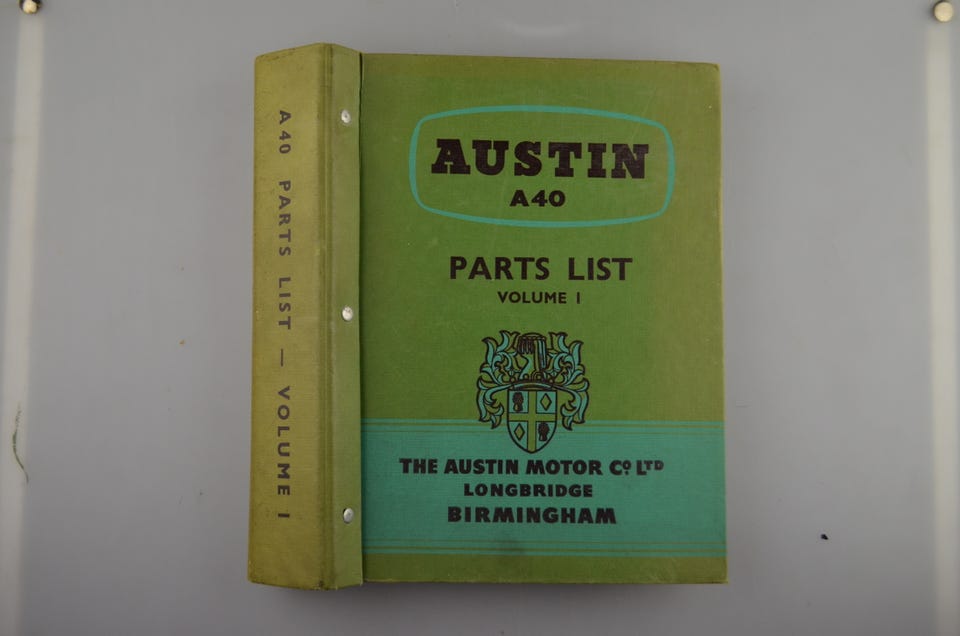 A40 PARTS LIST — VOLUME I
AUSTIN
A40
PARTS LIST
VOLUME I
THE AUSTIN MOTOR Cº LTD
LONGBRIDGE
BIRMINGHAM